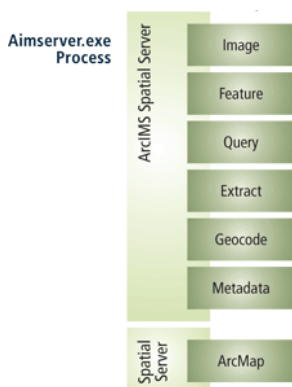 Aimserver.exe
Process
ArcIMS Spatial Server
Image
Feature
Query
Extract
Geocode
Metadata
Spatial
Server
ArcMap